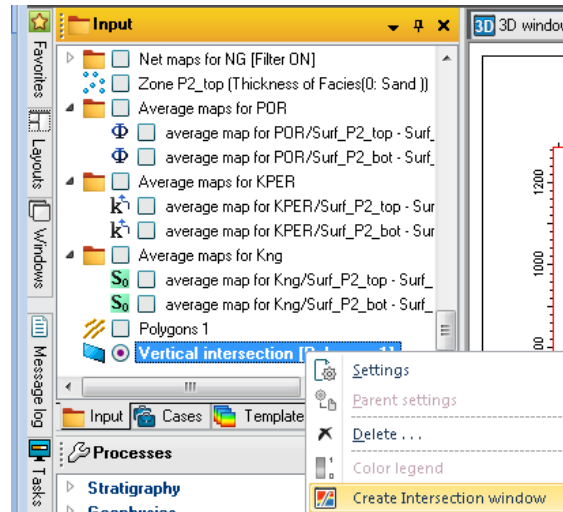 Input
3D 3D window
Favorites
Layouts
Windows
Message log
Tasks
Net maps for NG [Filter ON]
Zone P2_top (Thickness of Facies(0: Sand ))
Average maps for POR
Φ average map for POR/Surf_P2_top - Surf_
Φ average map for POR/Surf_P2_bot - Surf_
Average maps for KPER
k average map for KPER/Surf_P2_top - Sur
k average map for KPER/Surf_P2_bot - Sur
Average maps for Kng
S₀ average map for Kng/Surf_P2_top - Surf_
S₀ average map for Kng/Surf_P2_bot - Surf_
Polygons 1
Vertical intersection
1200
1000
Settings
Parent settings
Delete . . .
Color legend
Create Intersection window
Input Cases Template
Processes
Stratigraphy